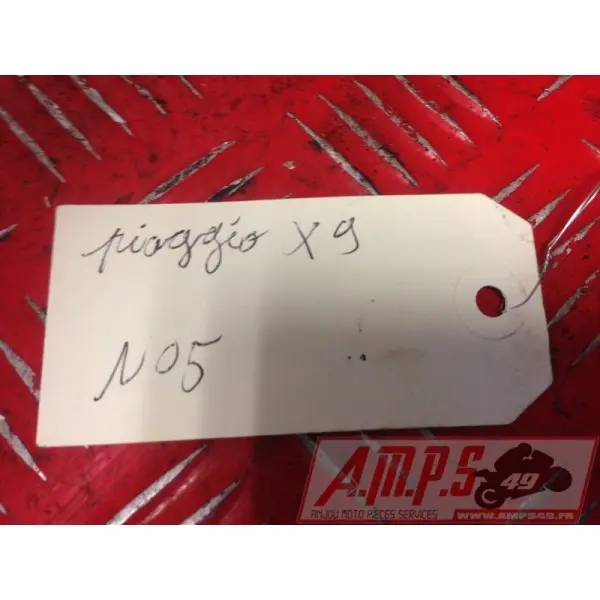 piaggio X9
N05
A.M.P.S 49
ANJOU MOTO PIECES SERVICES
WWW.AMPS49.FR